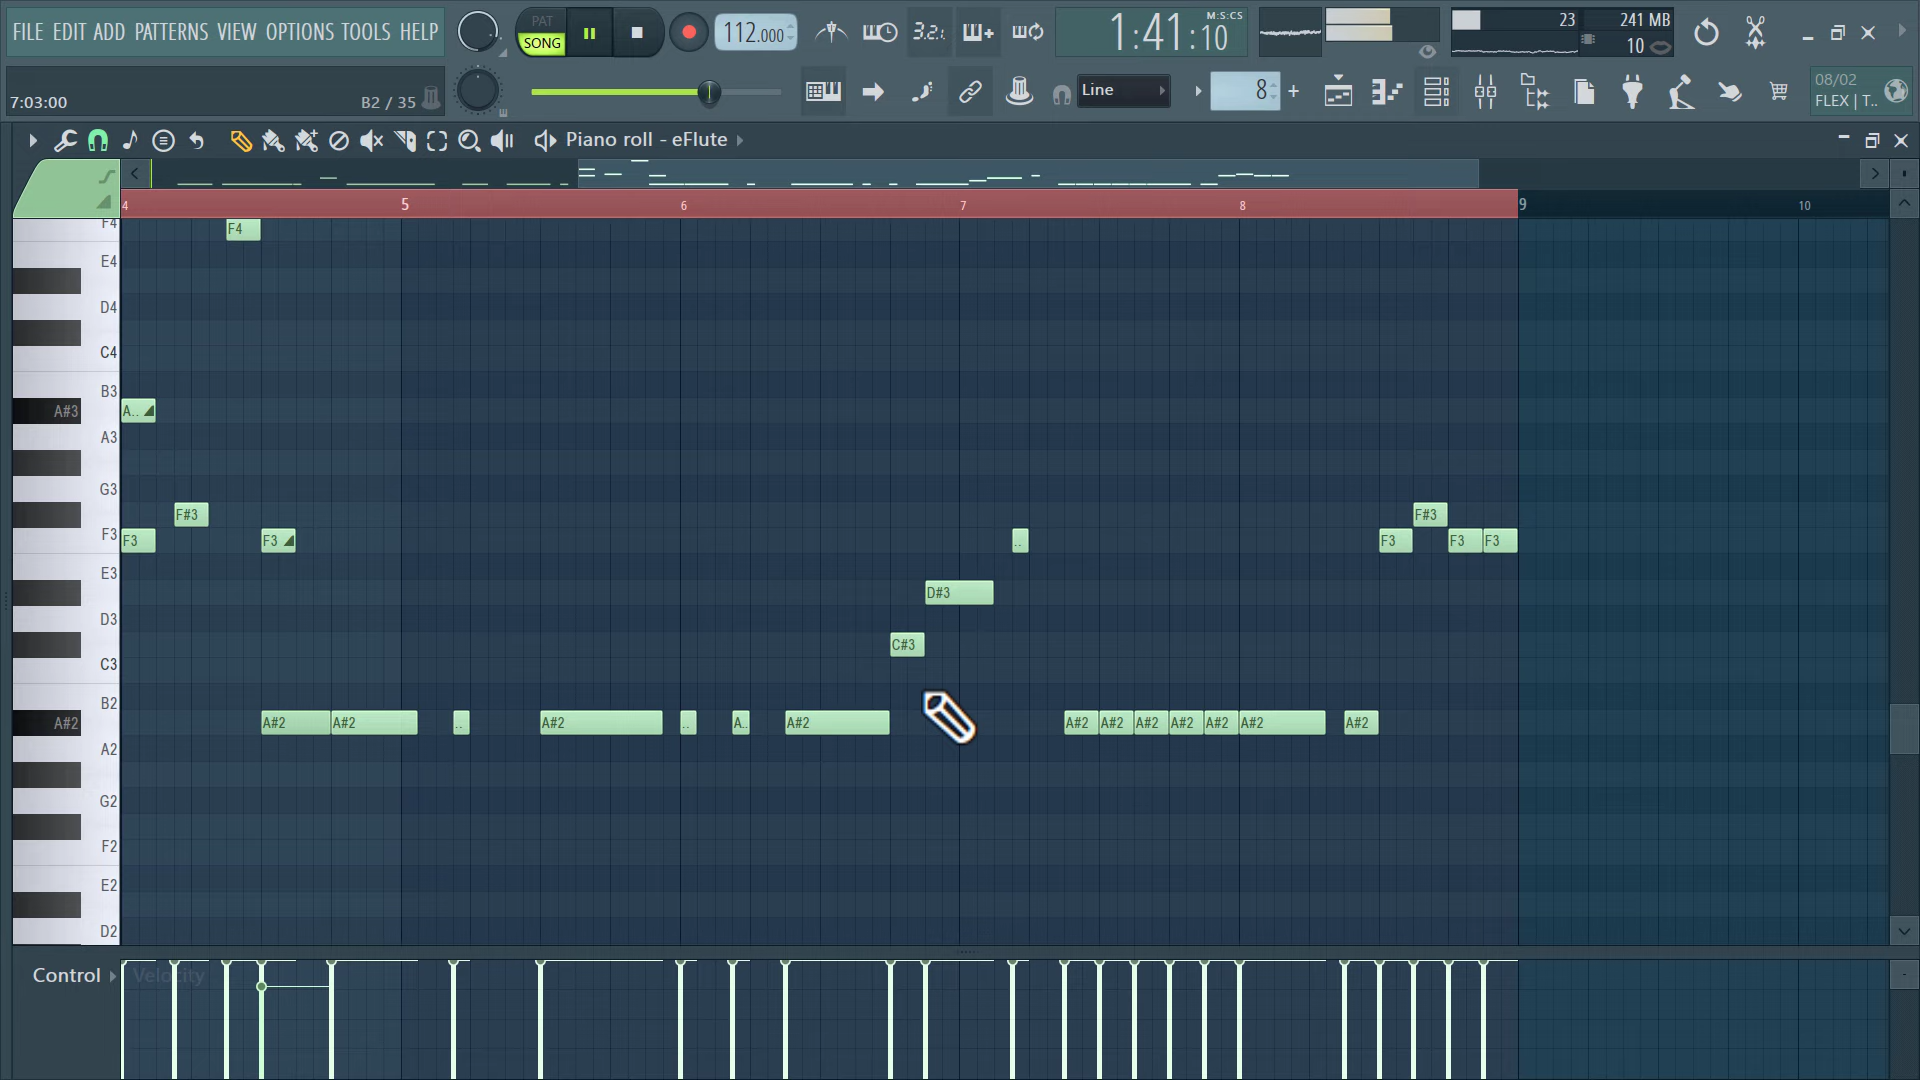 FILE EDIT ADD PATTERNS VIEW OPTIONS TOOLS HELP
PAT
SONG
112.000
3.2.1
1:41:10
M:S:CS
23
241 MB
10
7:03:00
B2 / 35
Line
8
08/02
FLEX | T..
Piano roll - eFlute
4
5
6
7
8
9
10
F4
F4
E4
D4
C4
B3
A#3
A..
A3
G3
F#3
F#3
F3
F3
F3
F3
F3
F3
..
E3
D#3
D3
C#3
C3
B2
A#2
A#2
A#2
..
A#2
..
A..
A#2
A#2
A#2
A#2
A#2
A#2
A#2
A#2
A2
G2
F2
E2
D2
Control
Velocity